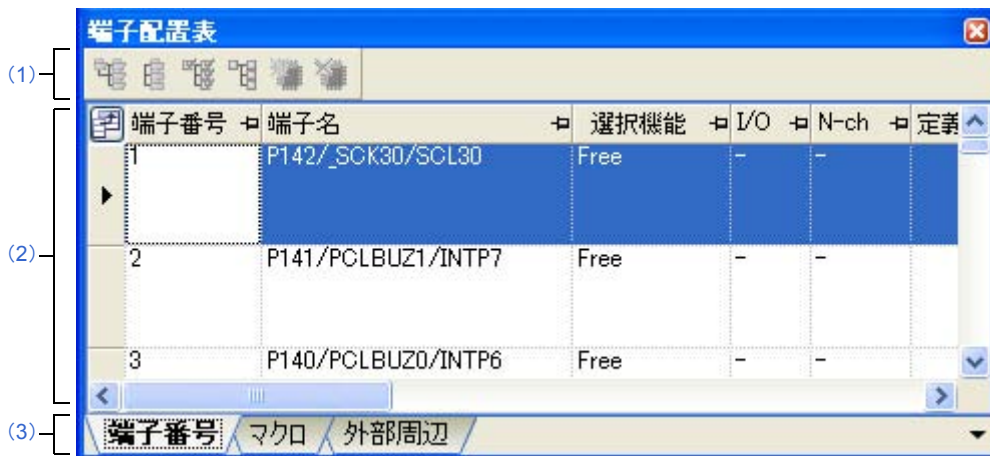 端子配置表
(1)
端子番号 端子名 選択機能 I/O N-ch 定義
1 P142/_SCK30/SCL30 Free - -
(2)
2 P141/PCLBUZ1/INTP7 Free - -
3 P140/PCLBUZ0/INTP6 Free - -
(3)
端子番号 マクロ 外部周辺